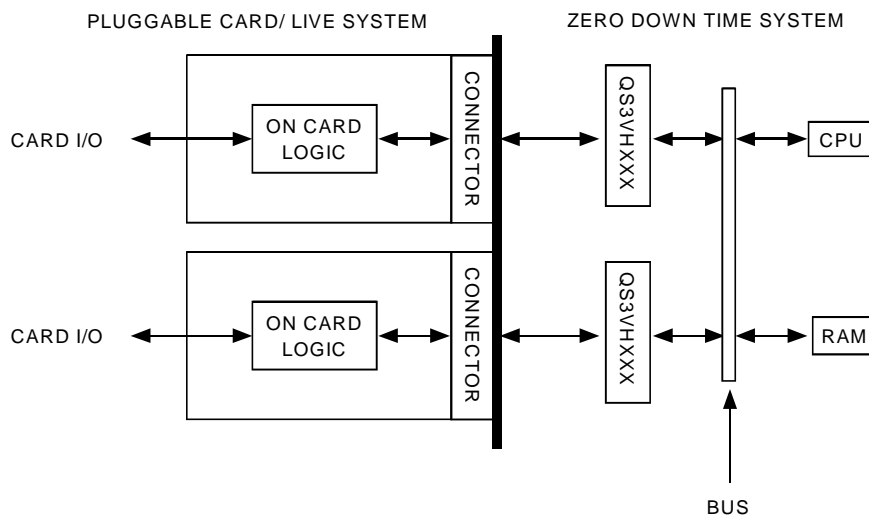 PLUGGABLE CARD/ LIVE SYSTEM
ZERO DOWN TIME SYSTEM
CARD I/O
ON CARD
LOGIC
CONNECTOR
QS3VHXXX
CPU
CARD I/O
ON CARD
LOGIC
CONNECTOR
QS3VHXXX
RAM
BUS